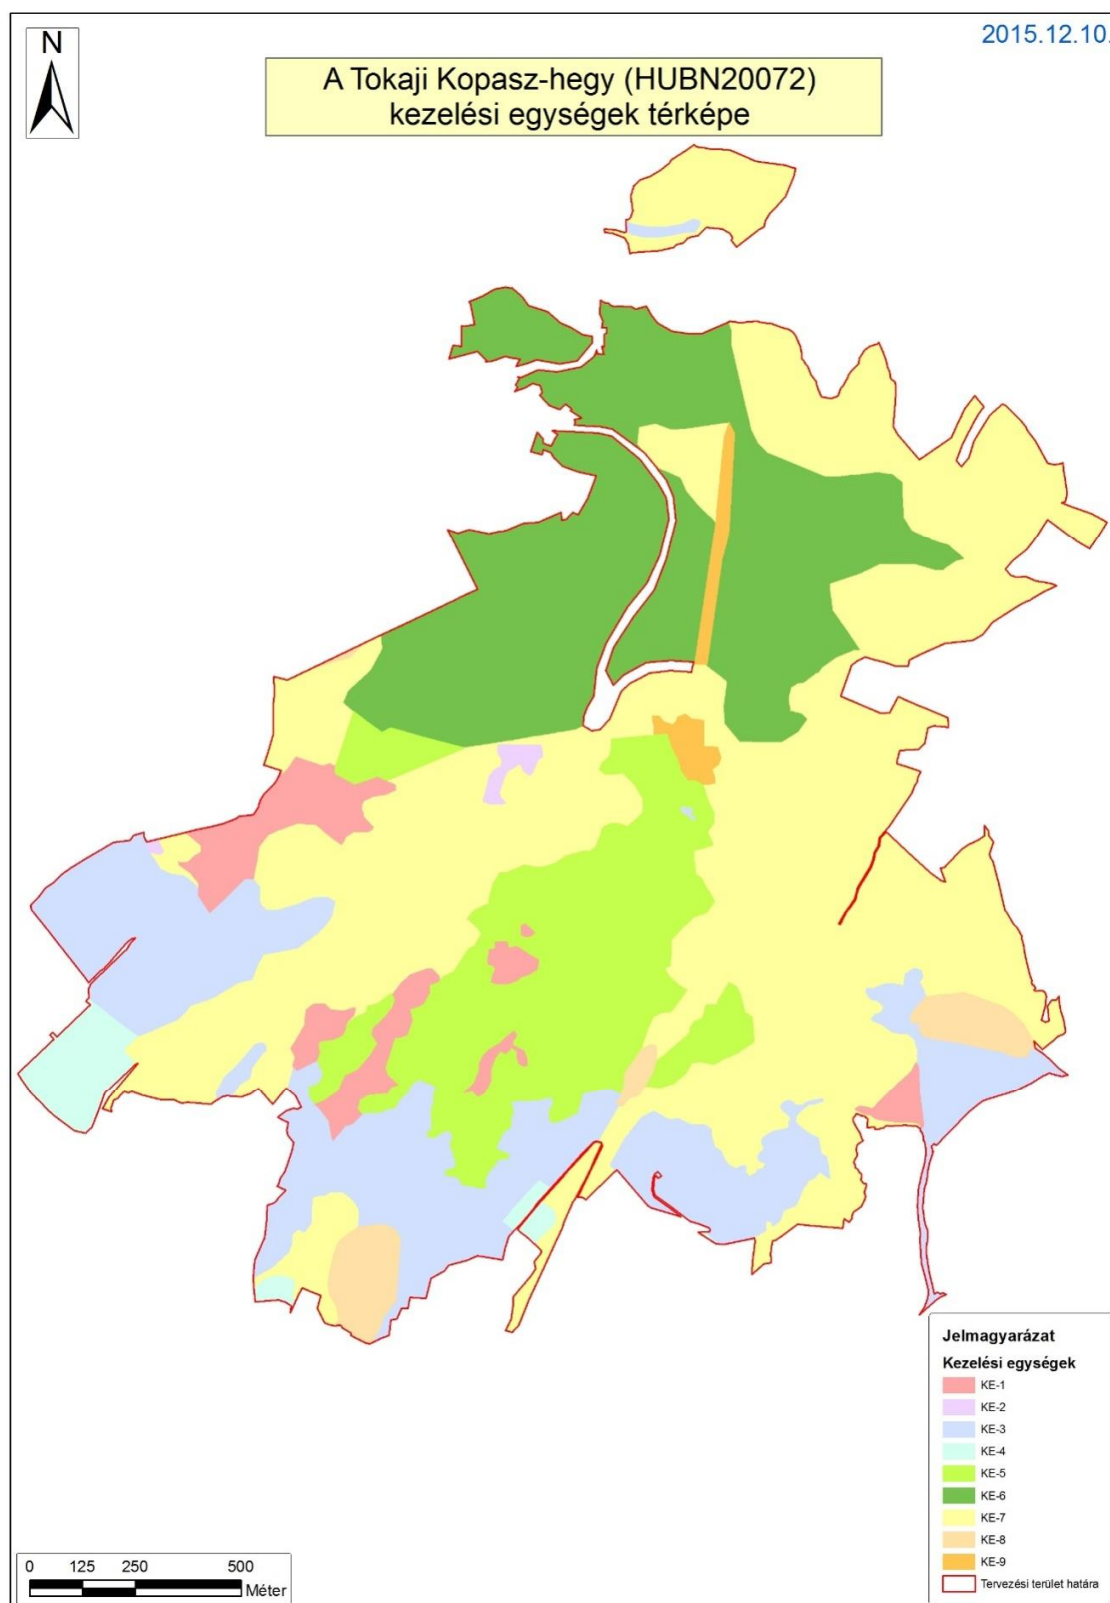 N
2015.12.10.
A Tokaji Kopasz-hegy (HUBN20072)
kezelési egységek térképe
Jelmagyarázat
Kezelési egységek
KE-1
KE-2
KE-3
KE-4
KE-5
KE-6
KE-7
KE-8
KE-9
Tervezési terület határa
0 125 250 500
Méter